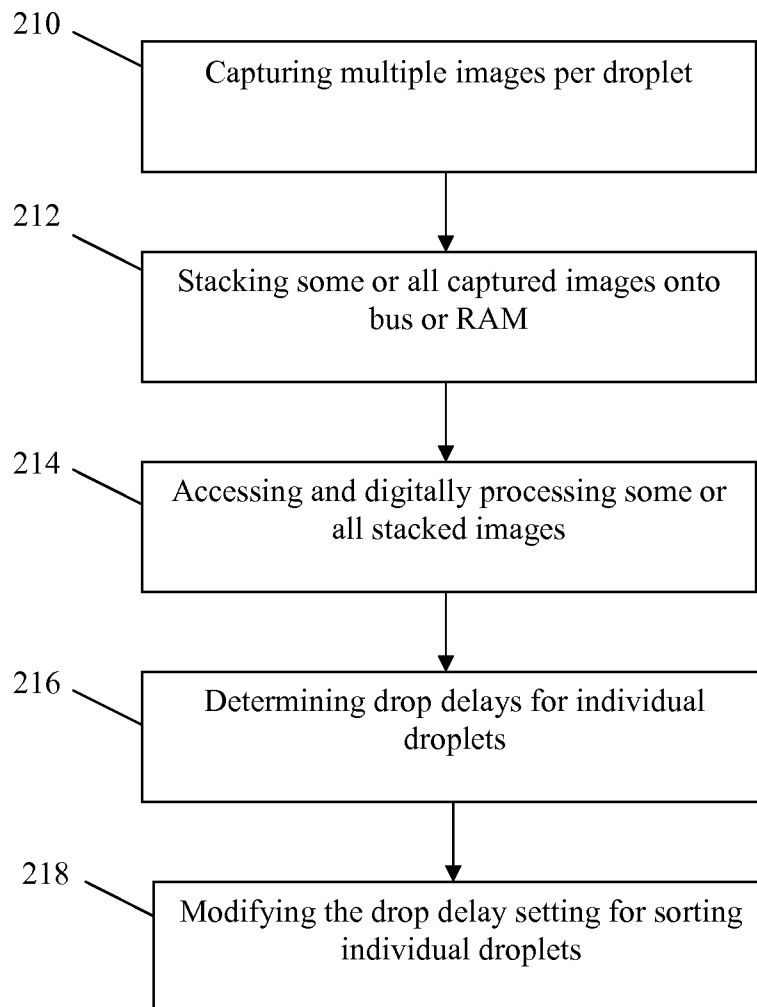 210
Capturing multiple images per droplet
212
Stacking some or all captured images onto
bus or RAM
214
Accessing and digitally processing some or
all stacked images
216
Determining drop delays for individual
droplets
218
Modifying the drop delay setting for sorting
individual droplets